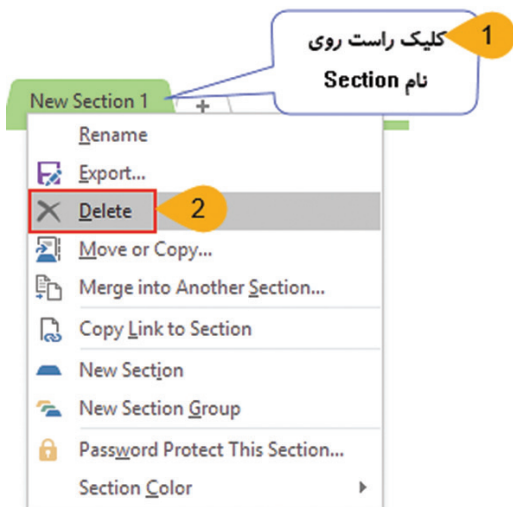 کلیک راست روی
نام Section
1
New Section 1
+
Rename
Export...
Delete
2
Move or Copy...
Merge into Another Section...
Copy Link to Section
New Section
New Section Group
Password Protect This Section...
Section Color